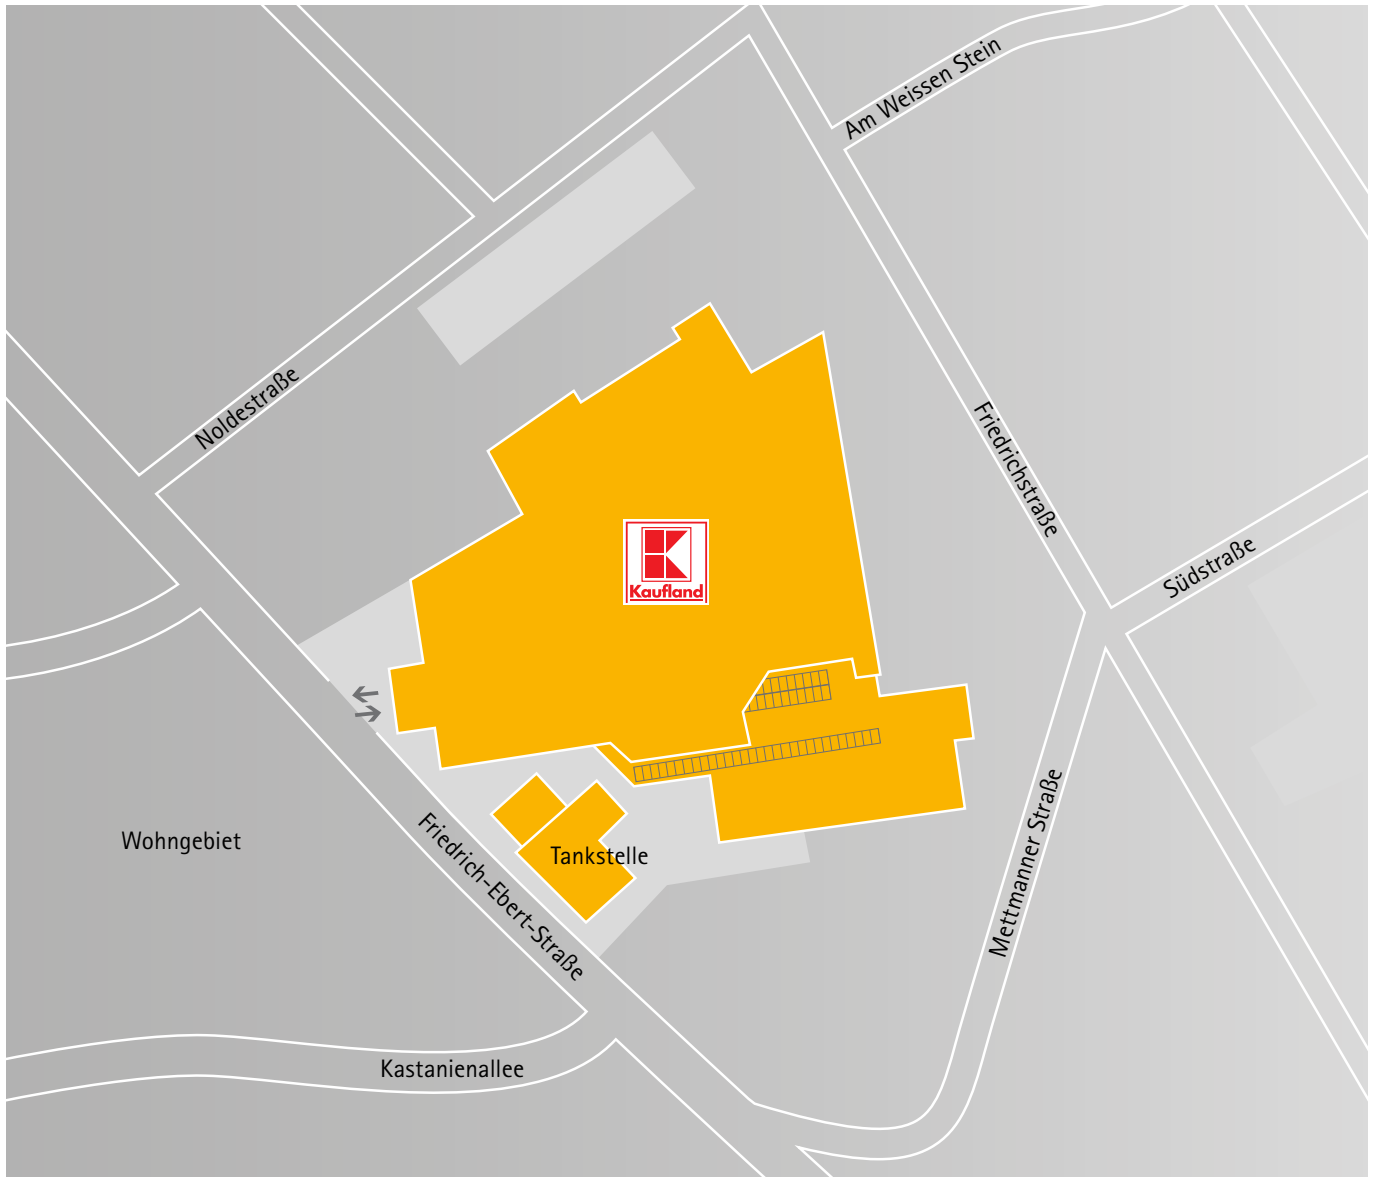 Am Weissen Stein
Noldestraße
Friedrichstraße
Südstraße
Kaufland
Mettmanner Straße
Wohngebiet
Friedrich-Ebert-Straße
Tankstelle
Kastanienallee